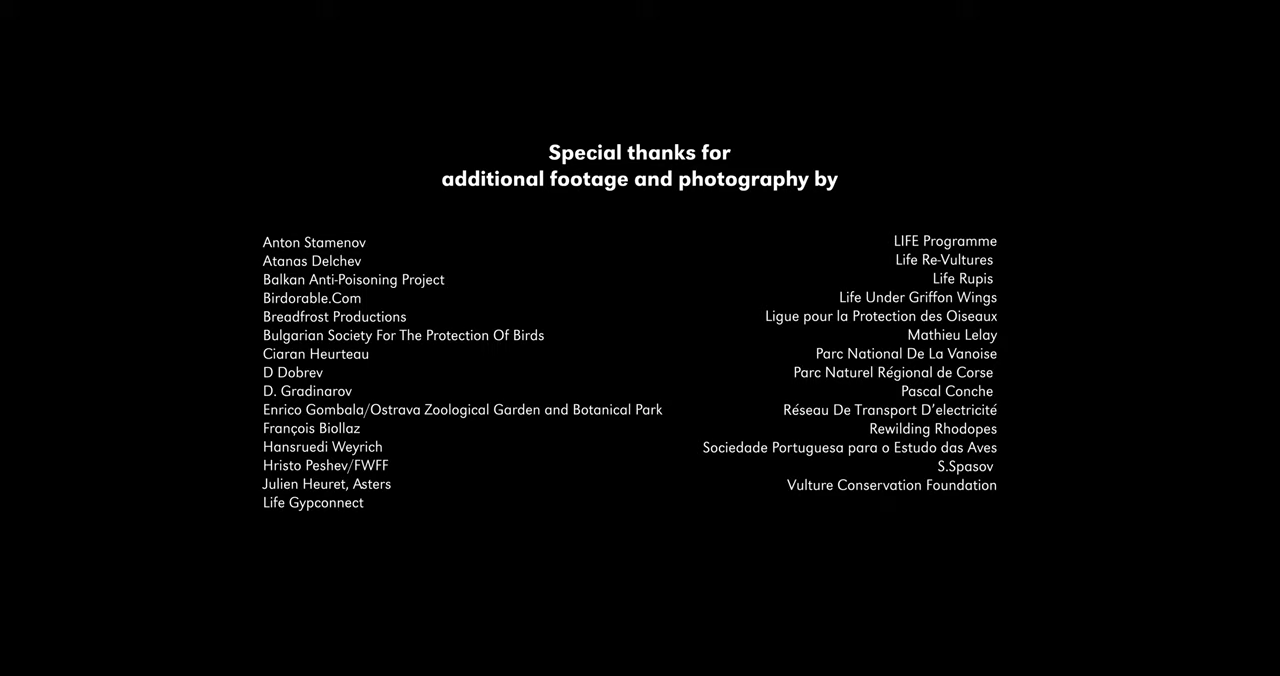 Special thanks for
additional footage and photography by
Anton Stamenov
Atanas Delchev
Balkan Anti-Poisoning Project
Birdorable.Com
Breadfrost Productions
Bulgarian Society For The Protection Of Birds
Ciaran Heurteau
D Dobrev
D. Gradinarov
Enrico Gombala/Ostrava Zoological Garden and Botanical Park
François Biollaz
Hansruedi Weyrich
Hristo Peshev/FWFF
Julien Heuret, Asters
Life Gypconnect
LIFE Programme
Life Re-Vultures
Life Rupis
Life Under Griffon Wings
Ligue pour la Protection des Oiseaux
Mathieu Lelay
Parc National De La Vanoise
Parc Naturel Régional de Corse
Pascal Conche
Réseau De Transport D'electricité
Rewilding Rhodopes
Sociedade Portuguesa para o Estudo das Aves
S.Spasov
Vulture Conservation Foundation